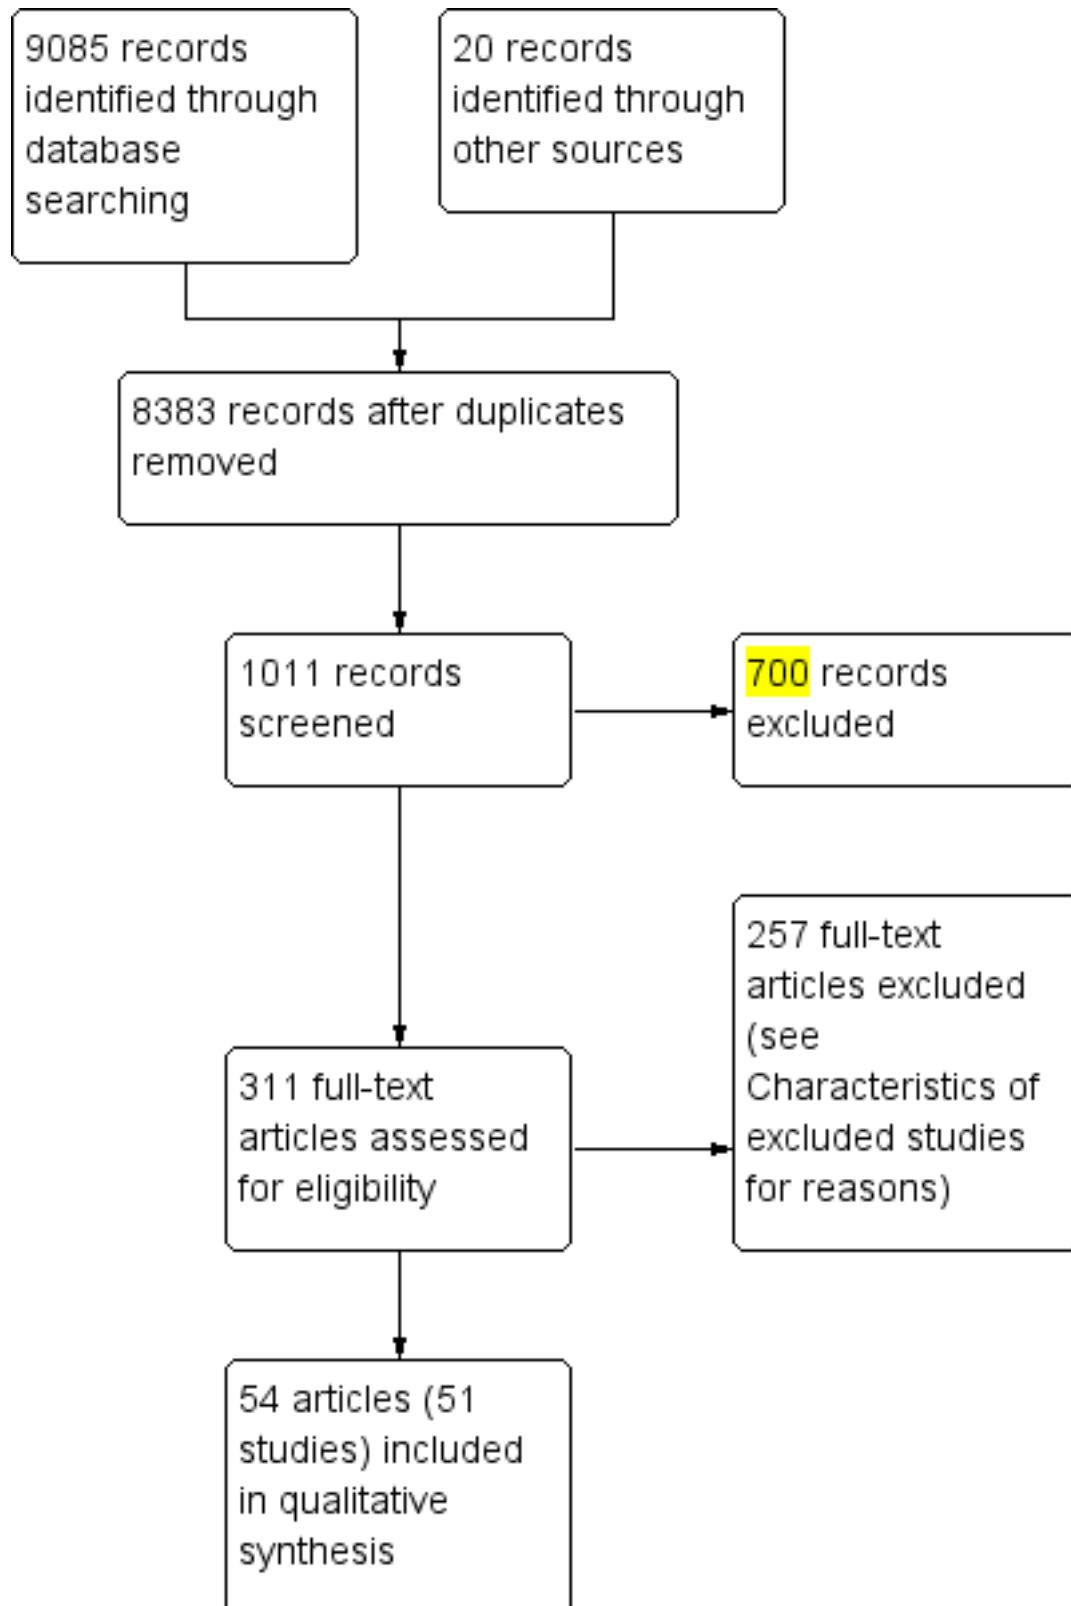 9085 records
identified through
database
searching
20 records
identified through
other sources
8383 records after duplicates
removed
1011 records
screened
700 records
excluded
257 full-text
articles excluded
(see
Characteristics of
excluded studies
for reasons)
311 full-text
articles assessed
for eligibility
54 articles (51
studies) included
in qualitative
synthesis